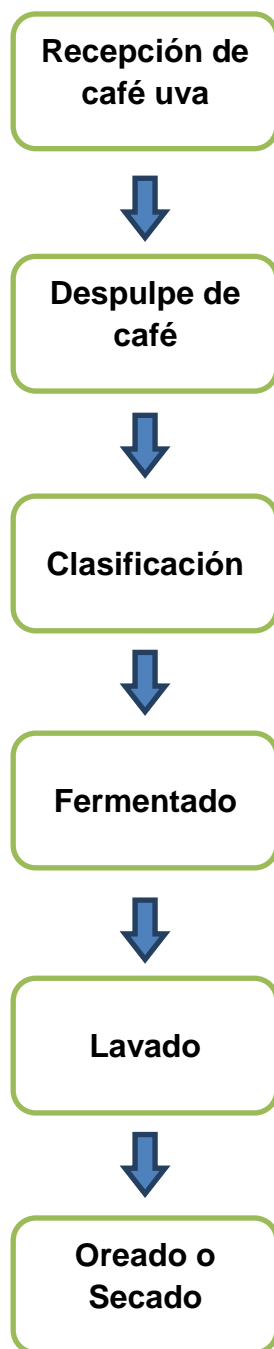 Recepción de
café uva
Despulpe de
café
Clasificación
Fermentado
Lavado
Oreado o
Secado